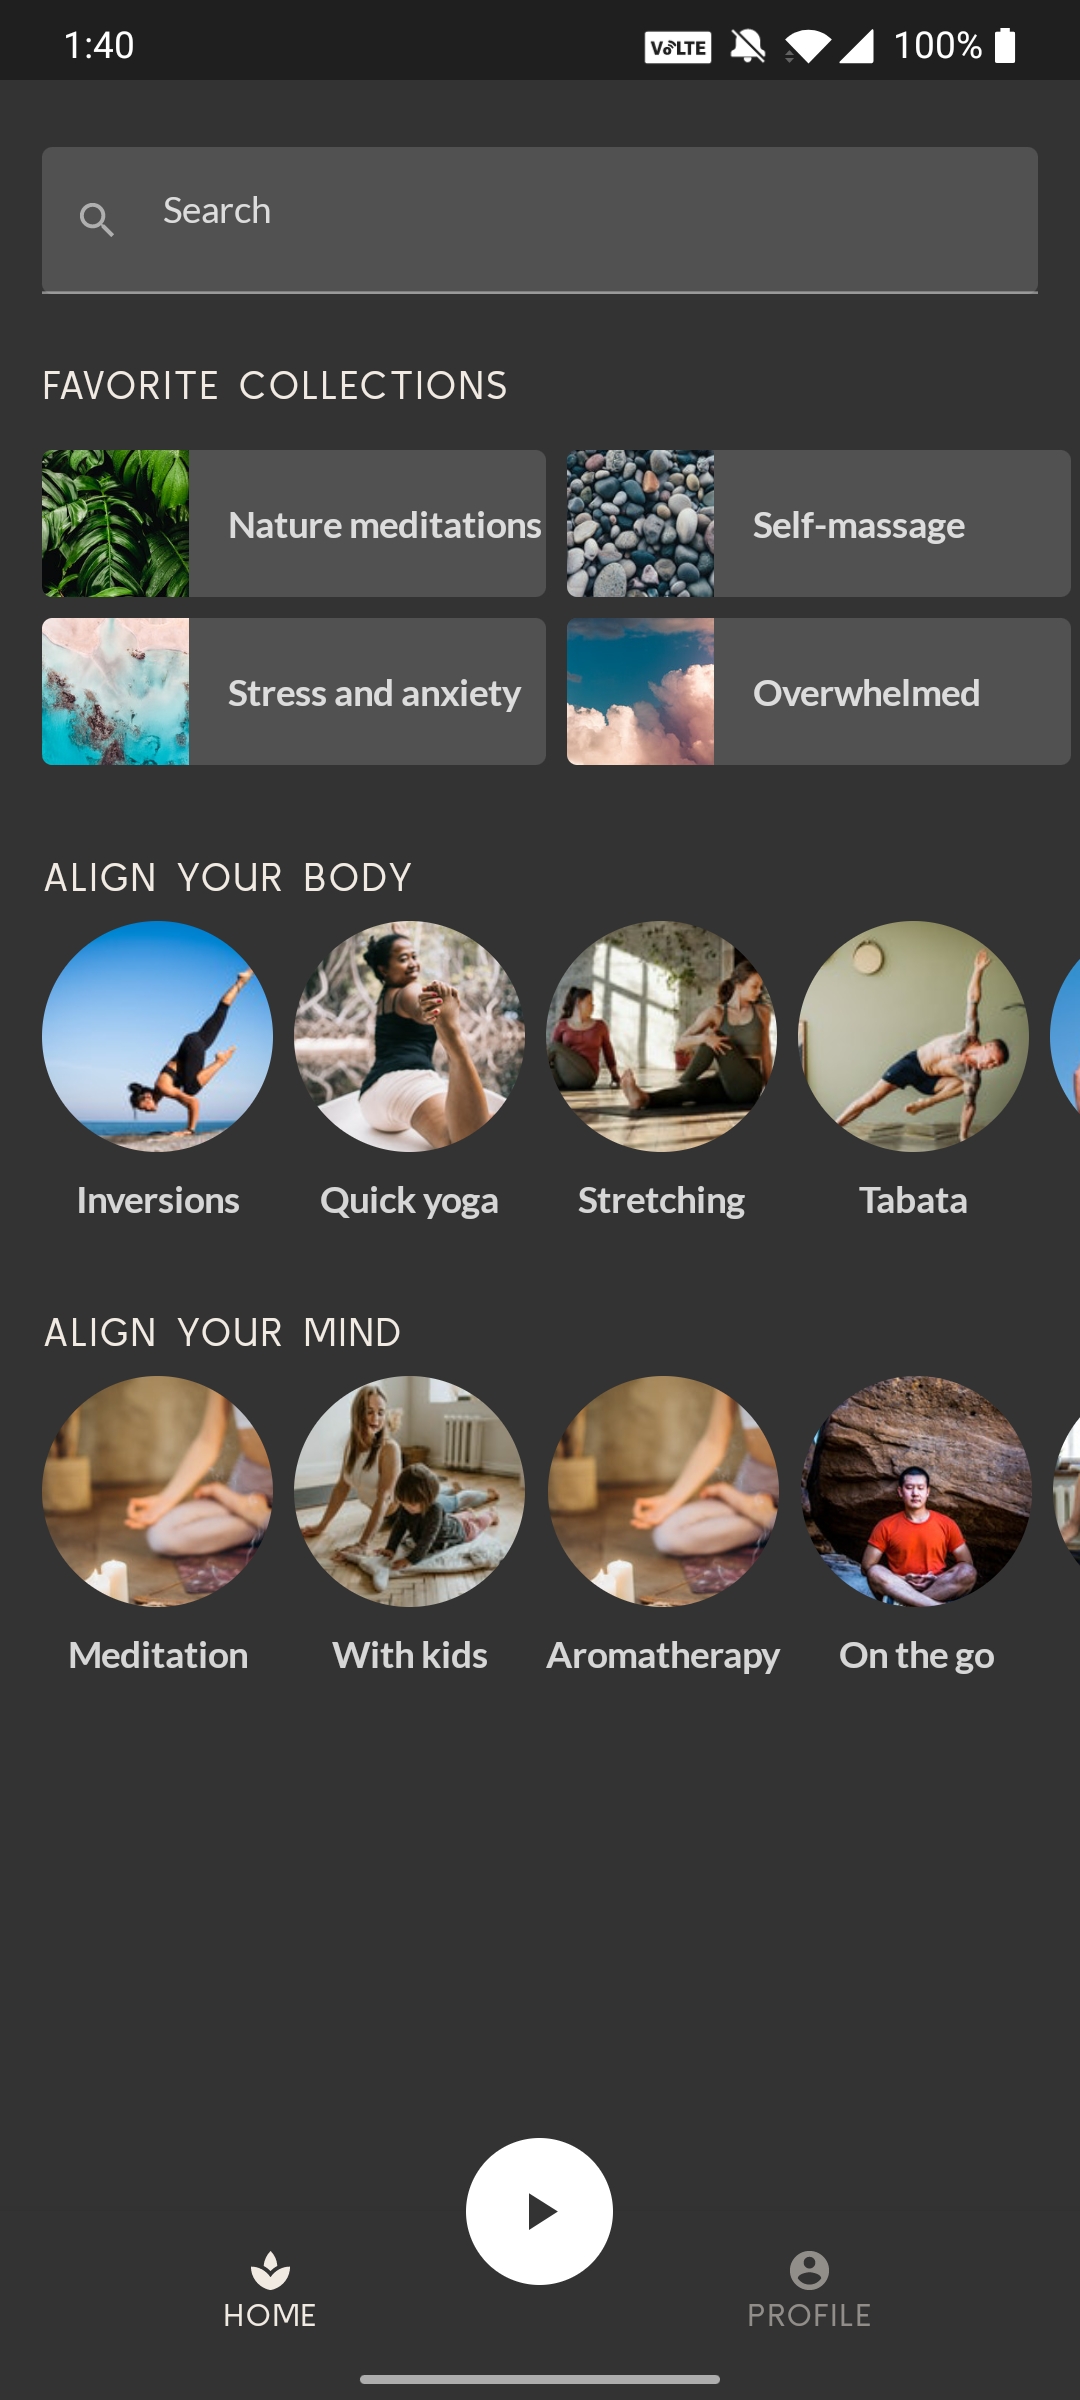 1:40
VoLTE
100%
Search
FAVORITE COLLECTIONS
Nature meditations
Self-massage
Stress and anxiety
Overwhelmed
ALIGN YOUR BODY
Inversions
Quick yoga
Stretching
Tabata
ALIGN YOUR MIND
Meditation
With kids
Aromatherapy
On the go
HOME
PROFILE